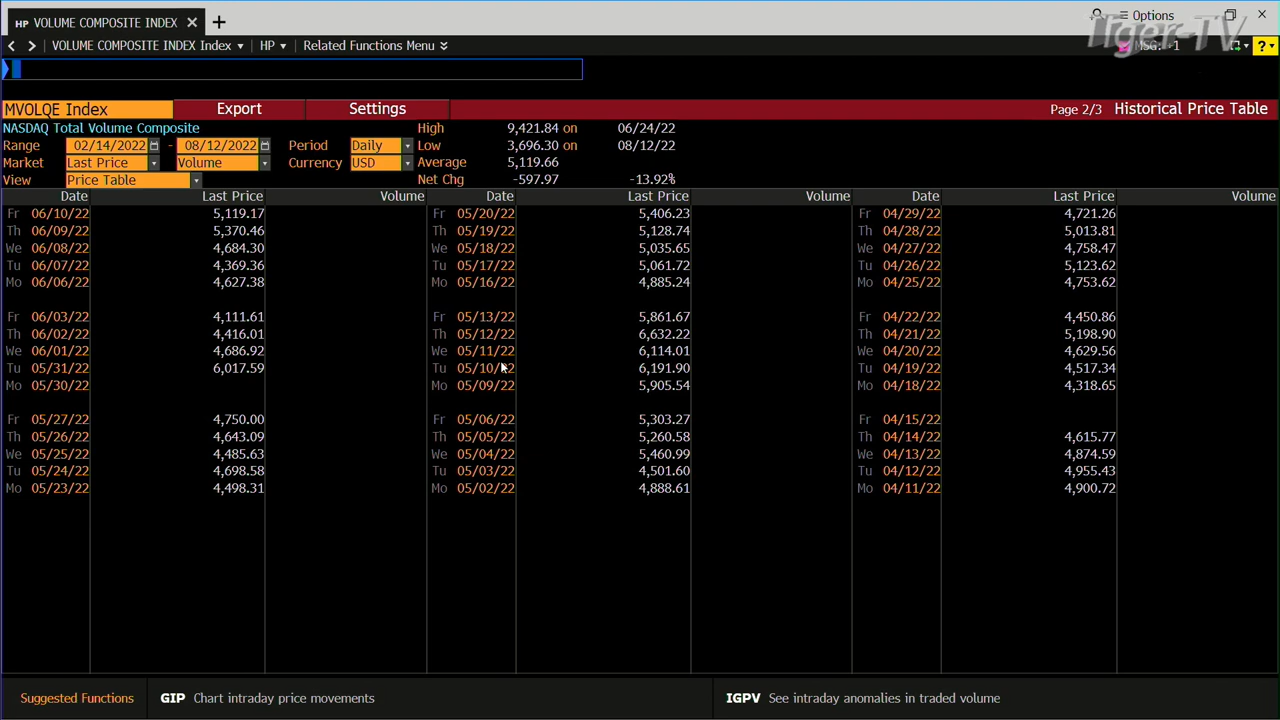 HP VOLUME COMPOSITE INDEX × +
Options
Tiger-TV
VOLUME COMPOSITE INDEX Index HP Related Functions Menu
MSG: +1
?
MVOLQE Index Export Settings Page 2/3 Historical Price Table
NASDAQ Total Volume Composite High 9,421.84 on 06/24/22
Range 02/14/2022 - 08/12/2022 Period Daily Low 3,696.30 on 08/12/22
Market Last Price Volume Currency USD Average 5,119.66
View Price Table Net Chg -597.97 -13.92%
Date Last Price Volume Date Last Price Volume Date Last Price Volume
Fr 06/10/22 5,119.17 Fr 05/20/22 5,406.23 Fr 04/29/22 4,721.26
Th 06/09/22 5,370.46 Th 05/19/22 5,128.74 Th 04/28/22 5,013.81
We 06/08/22 4,684.30 We 05/18/22 5,035.65 We 04/27/22 4,758.47
Tu 06/07/22 4,369.36 Tu 05/17/22 5,061.72 Tu 04/26/22 5,123.62
Mo 06/06/22 4,627.38 Mo 05/16/22 4,885.24 Mo 04/25/22 4,753.62
Fr 06/03/22 4,111.61 Fr 05/13/22 5,861.67 Fr 04/22/22 4,450.86
Th 06/02/22 4,416.01 Th 05/12/22 6,632.22 Th 04/21/22 5,198.90
We 06/01/22 4,686.92 We 05/11/22 6,114.01 We 04/20/22 4,629.56
Tu 05/31/22 6,017.59 Tu 05/10/22 6,191.90 Tu 04/19/22 4,517.34
Mo 05/30/22 Mo 05/09/22 5,905.54 Mo 04/18/22 4,318.65
Fr 05/27/22 4,750.00 Fr 05/06/22 5,303.27 Fr 04/15/22
Th 05/26/22 4,643.09 Th 05/05/22 5,260.58 Th 04/14/22 4,615.77
We 05/25/22 4,485.63 We 05/04/22 5,460.99 We 04/13/22 4,874.59
Tu 05/24/22 4,698.58 Tu 05/03/22 4,501.60 Tu 04/12/22 4,955.43
Mo 05/23/22 4,498.31 Mo 05/02/22 4,888.61 Mo 04/11/22 4,900.72
Suggested Functions GIP Chart intraday price movements IGPV See intraday anomalies in traded volume